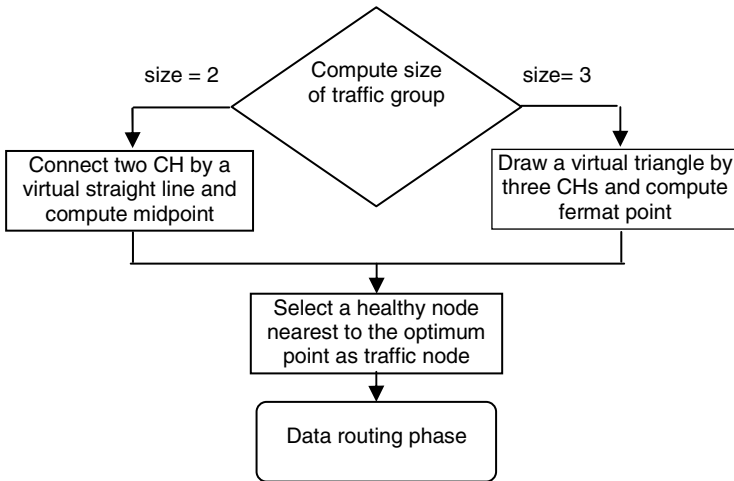 Compute size
of traffic group
size = 2
size= 3
Connect two CH by a
virtual straight line and
compute midpoint
Draw a virtual triangle by
three CHs and compute
fermat point
Select a healthy node
nearest to the optimum
point as traffic node
Data routing phase